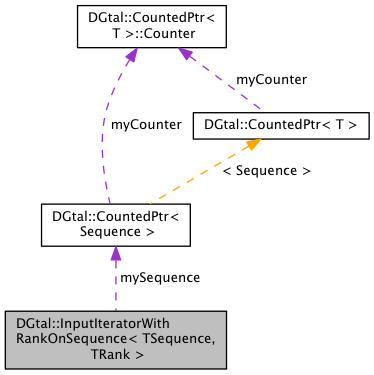 DGtal::CountedPtr<
T >::Counter
myCounter
DGtal::CountedPtr< T >
myCounter
< Sequence >
DGtal::CountedPtr<
Sequence >
mySequence
DGtal::InputIteratorWith
RankOnSequence< TSequence,
TRank >